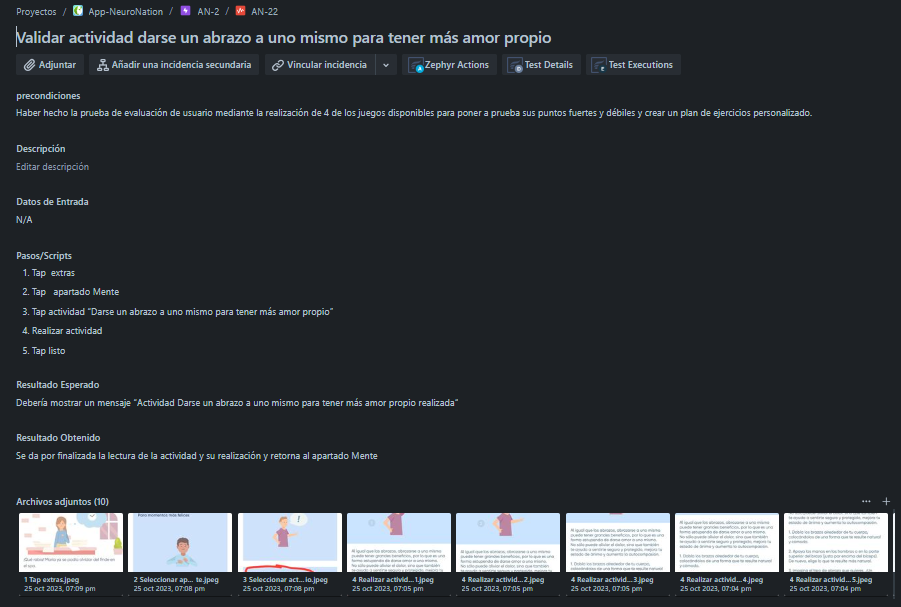 Proyectos / App-NeuroNation / AN-2 / AN-22
Validar actividad darse un abrazo a uno mismo para tener más amor propio
Adjuntar Añadir una incidencia secundaria Vincular incidencia Zephyr Actions Test Details Test Executions
precondiciones
Haber hecho la prueba de evaluación de usuario mediante la realización de 4 de los juegos disponibles para poner a prueba sus puntos fuertes y débiles y crear un plan de ejercicios personalizado.
Descripción
Editar descripción
Datos de Entrada
N/A
Pasos/Scripts
1. Tap extras
2. Tap apartado Mente
3. Tap actividad “Darse un abrazo a uno mismo para tener más amor propio”
4. Realizar actividad
5. Tap listo
Resultado Esperado
Debería mostrar un mensaje “Actividad Darse un abrazo a uno mismo para tener más amor propio realizada”
Resultado Obtenido
Se da por finalizada la lectura de la actividad y su realización y retorna al apartado Mente
Archivos adjuntos (10)
1 Tap extras.jpeg 2 Seleccionar ap... te.jpeg 3 Seleccionar act... io.jpeg 4 Realizar activid...1.jpeg 4 Realizar activid...2.jpeg 4 Realizar activid...3.jpeg 4 Realizar activid...4.jpeg 4 Realizar activid...5.jpeg
25 oct 2023, 07:09 pm 25 oct 2023, 07:08 pm 25 oct 2023, 07:08 pm 25 oct 2023, 07:05 pm 25 oct 2023, 07:05 pm 25 oct 2023, 07:05 pm 25 oct 2023, 07:04 pm 25 oct 2023, 07:04 pm